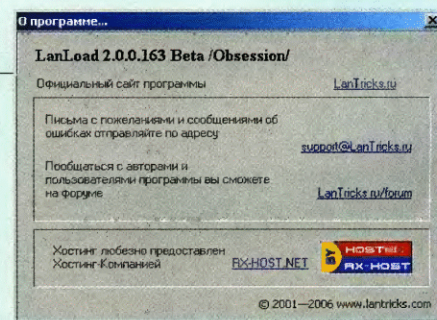 О программе...
LanLoad 2.0.0.163 Beta /Obsession/
Официальный сайт программы LanTricks.ru
Письма с пожеланиями и сообщениями об
ошибках отправляйте по адресу
support@LanTricks.ru
Пообщаться с авторами и
пользователями программы вы сможете
на форуме LanTricks.ru/forum
Хостинг любезно предоставлен
Хостинг-Компанией RX-HOST.NET
BY HOSTING
RX-HOST
© 2001—2006 www.lantricks.com